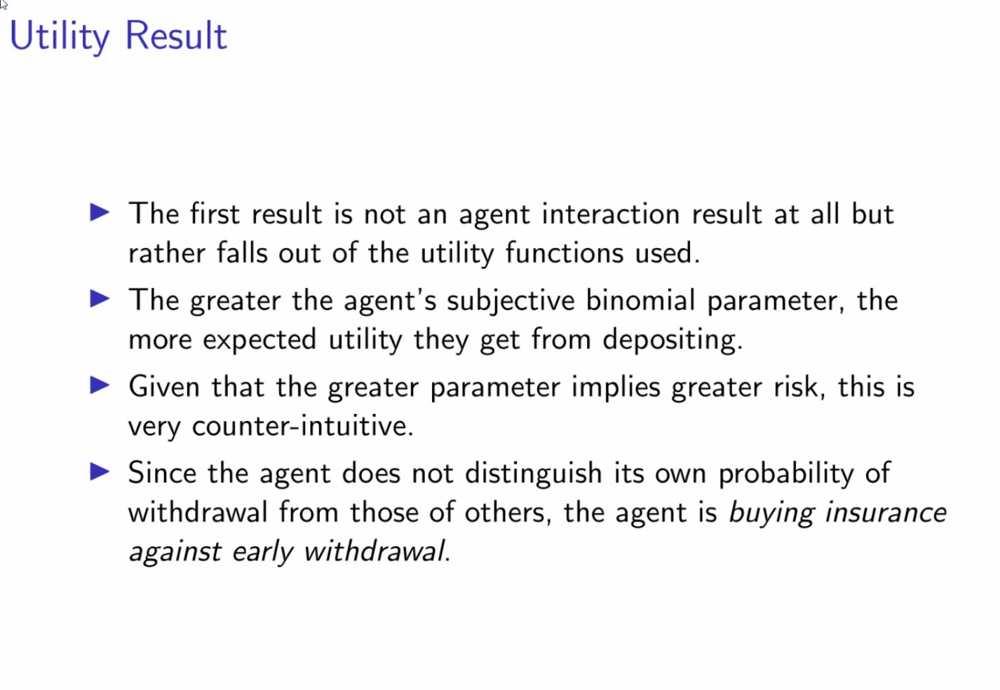 Utility Result
The first result is not an agent interaction result at all but
rather falls out of the utility functions used.
The greater the agent's subjective binomial parameter, the
more expected utility they get from depositing.
Given that the greater parameter implies greater risk, this is
very counter-intuitive.
Since the agent does not distinguish its own probability of
withdrawal from those of others, the agent is buying insurance
against early withdrawal.